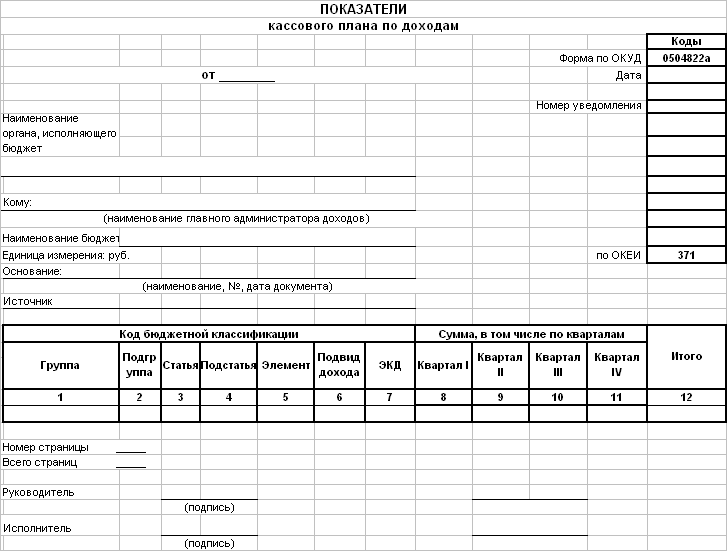 ПОКАЗАТЕЛИ
кассового плана по доходам
Коды
Форма по ОКУД 0504822а
от Дата
Номер уведомления
Наименование
органа, исполняющего
бюджет
Кому:
(наименование главного администратора доходов)
Наименование бюджет
Единица измерения: руб. по ОКЕИ 371
Основание:
(наименование, №, дата документа)
Источник
Код бюджетной классификации Сумма, в том числе по кварталам Итого
Группа Подгр
уппа Статья Подстатья Элемент Подвид
дохода ЭКД Квартал I Квартал
II Квартал
III Квартал
IV
1 2 3 4 5 6 7 8 9 10 11 12
Номер страницы
Всего страниц
Руководитель
(подпись)
Исполнитель
(подпись)